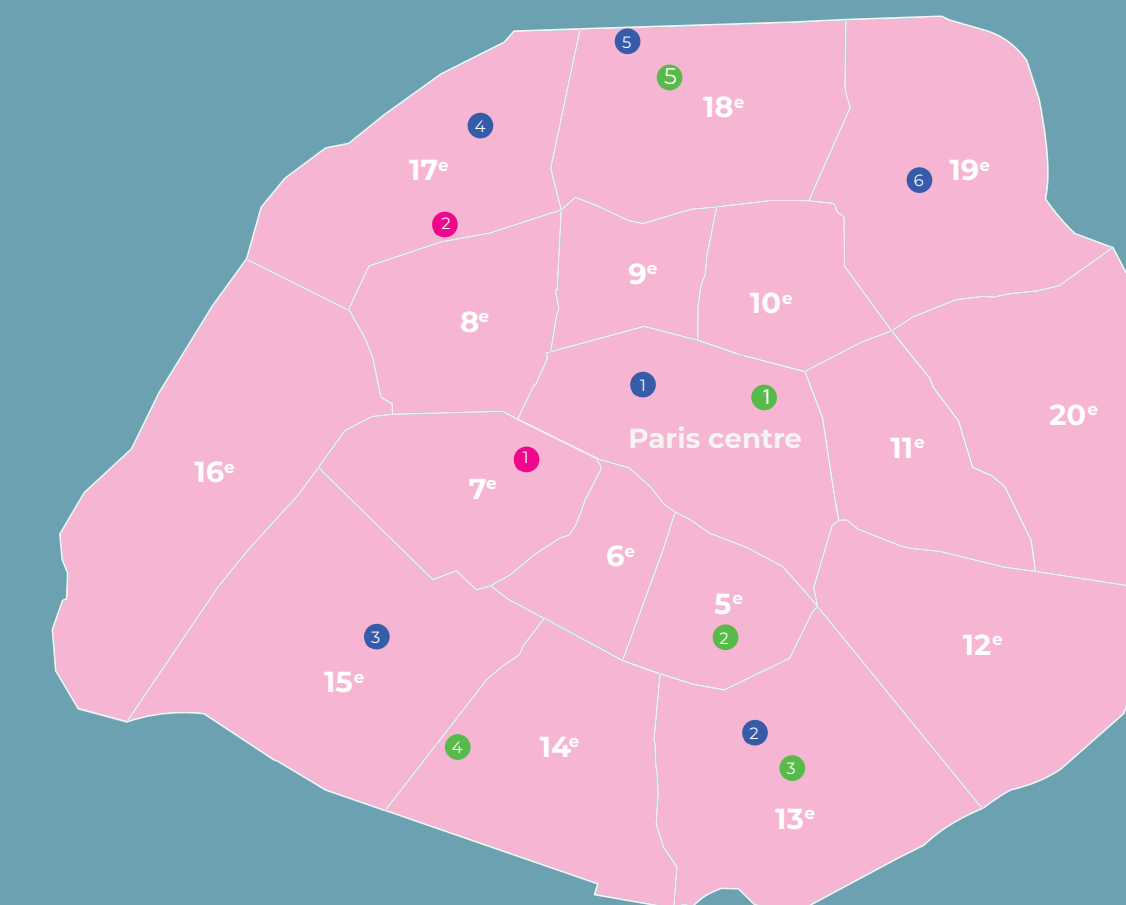 5
5
18ᵉ
4
17ᵉ
19ᵉ
6
2
9ᵉ
10ᵉ
8ᵉ
1
1
20ᵉ
Paris centre
11ᵉ
1
16ᵉ
7ᵉ
6ᵉ
5ᵉ
2
3
12ᵉ
15ᵉ
2
4
14ᵉ
3
13ᵉ